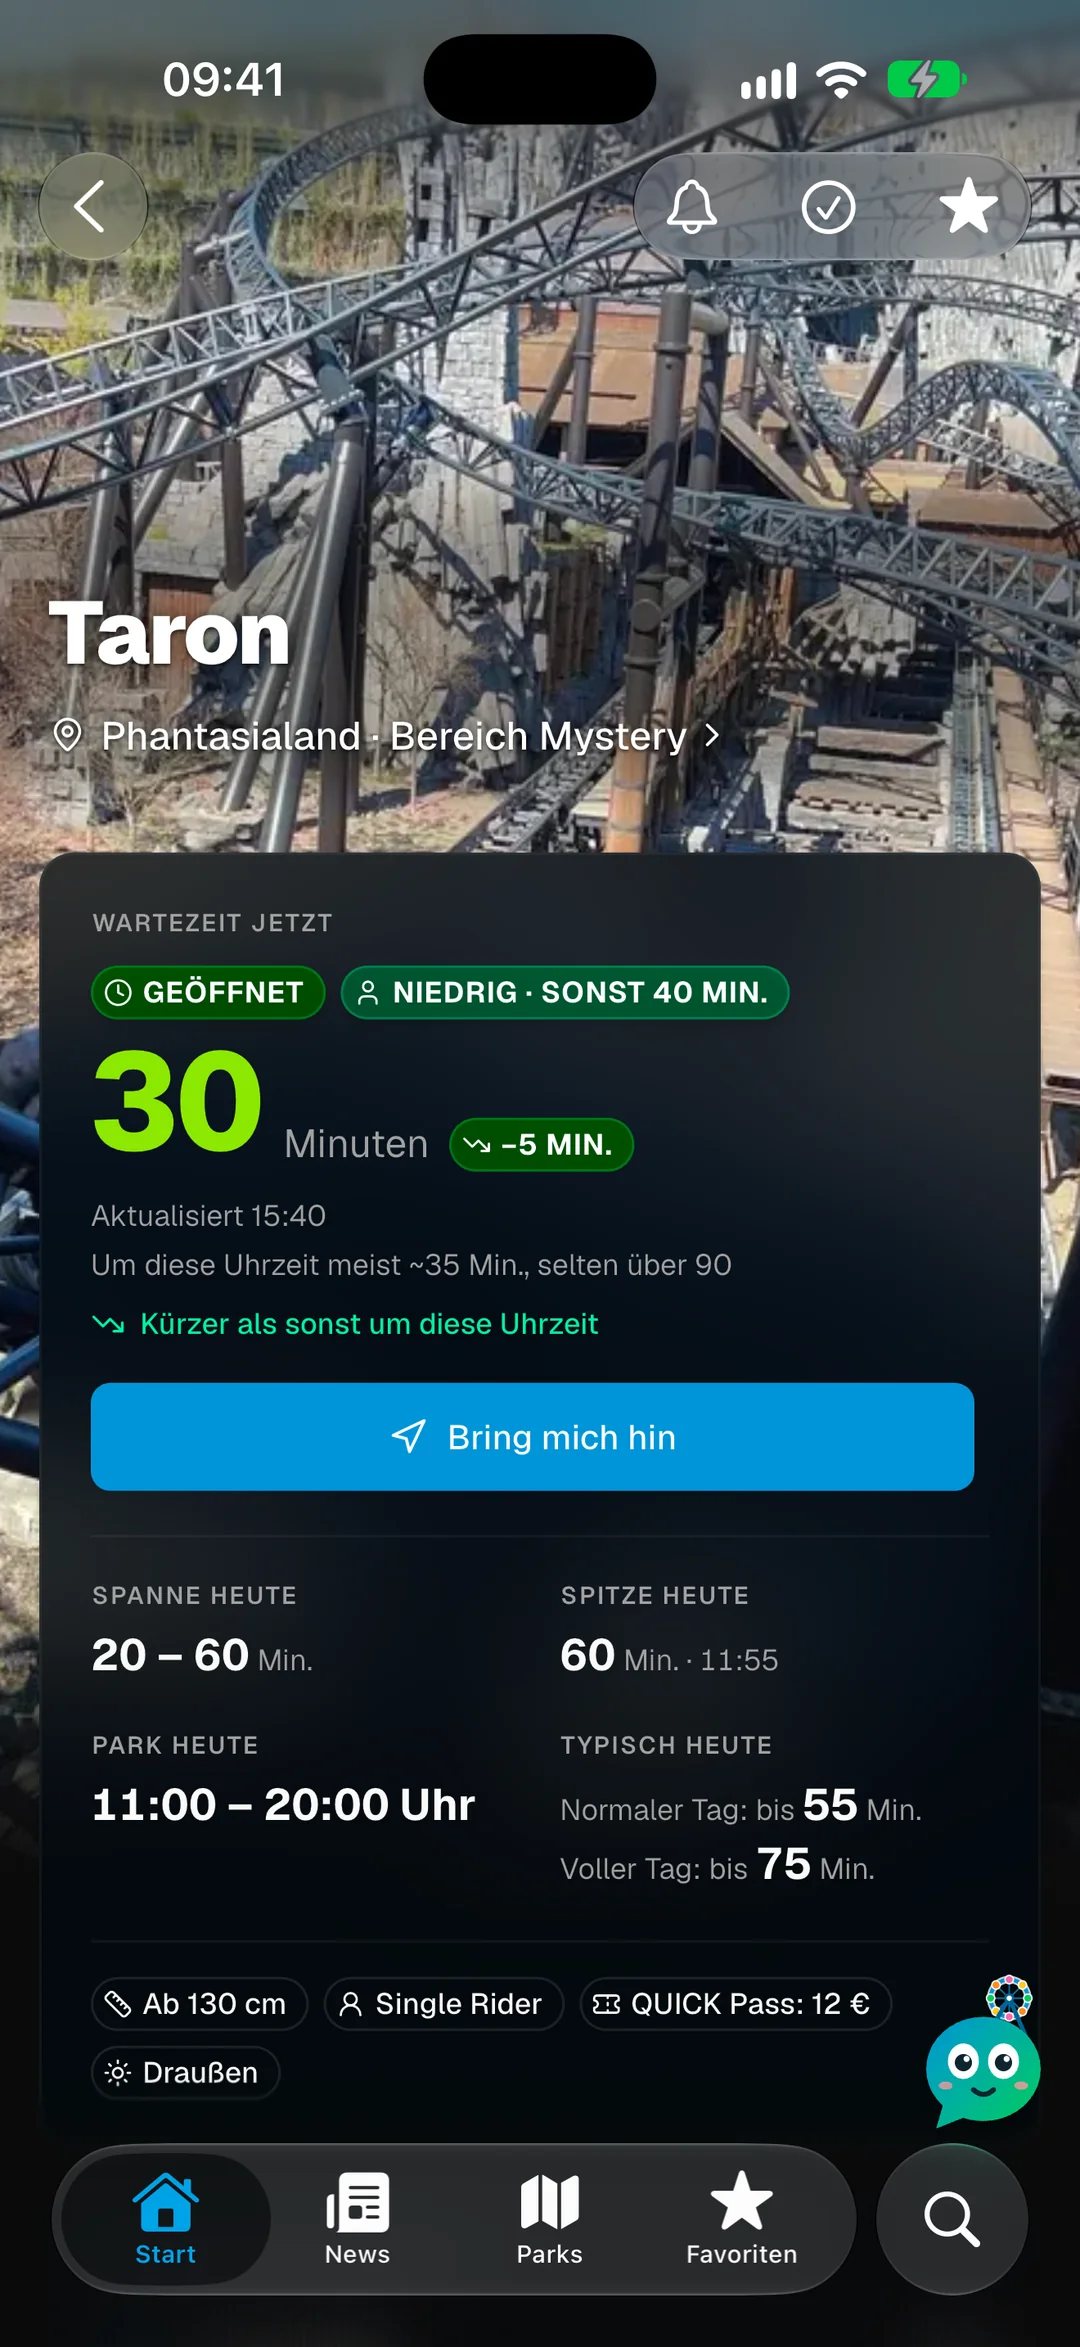 09:41
Taron
Phantasialand · Bereich Mystery
WARTEZEIT JETZT
GEÖFFNET
NIEDRIG · SONST 40 MIN.
30 Minuten
−5 MIN.
Aktualisiert 15:40
Um diese Uhrzeit meist ~35 Min., selten über 90
Kürzer als sonst um diese Uhrzeit
Bring mich hin
SPANNE HEUTE
20 – 60 Min.
SPITZE HEUTE
60 Min. · 11:55
PARK HEUTE
11:00 – 20:00 Uhr
TYPISCH HEUTE
Normaler Tag: bis 55 Min.
Voller Tag: bis 75 Min.
Ab 130 cm
Single Rider
QUICK Pass: 12 €
Draußen
Start
News
Parks
Favoriten